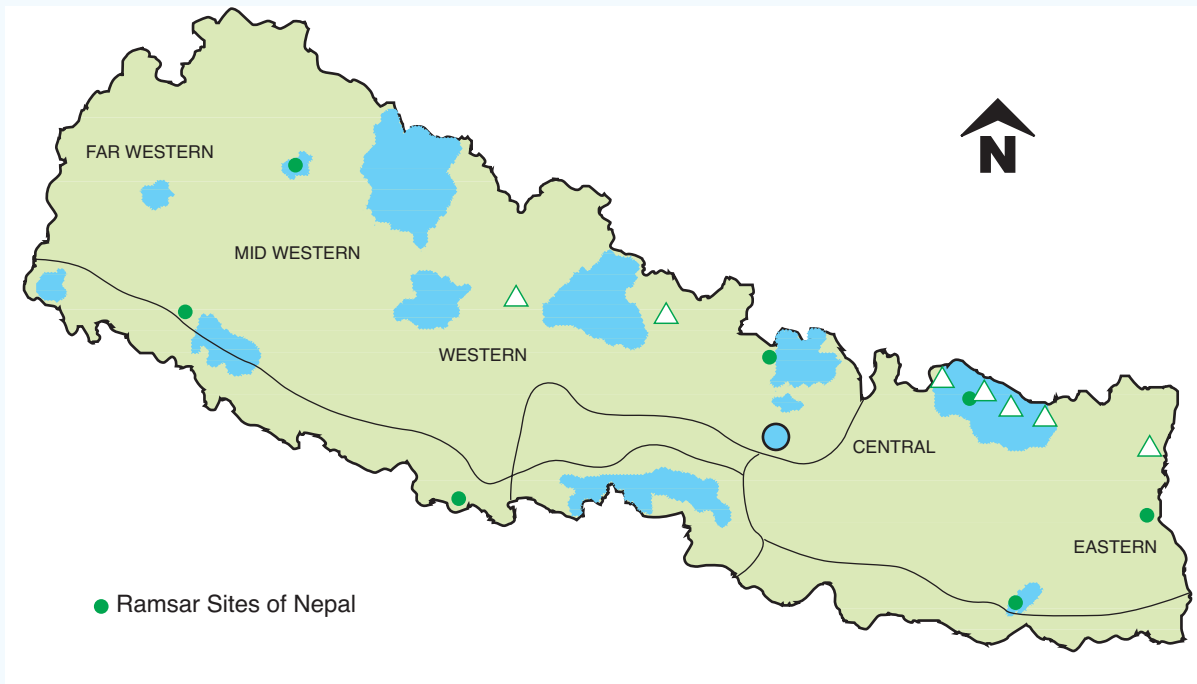 FAR WESTERN
N
MID WESTERN
WESTERN
CENTRAL
EASTERN
Ramsar Sites of Nepal